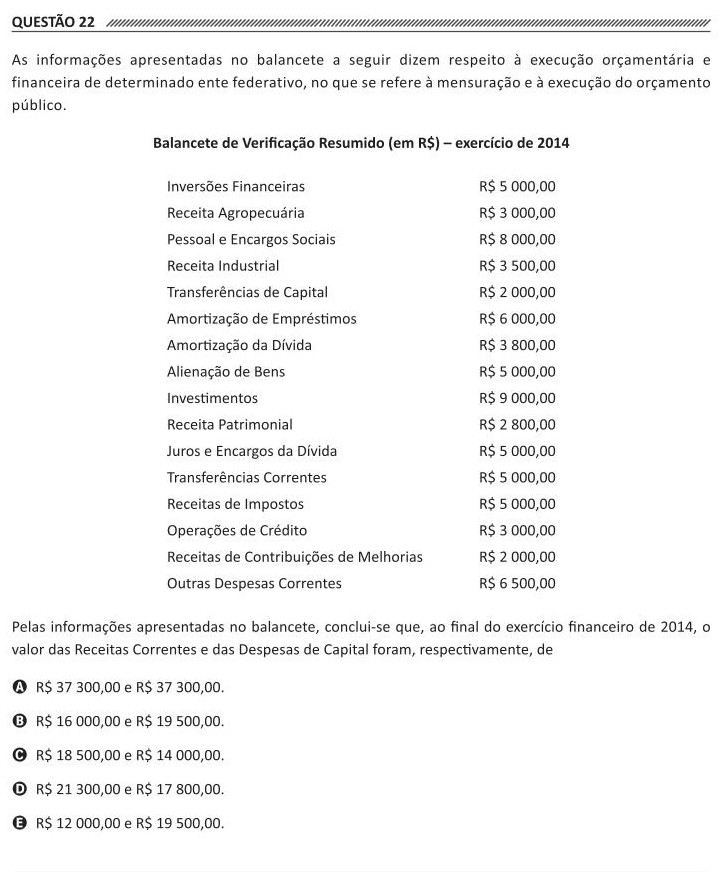 QUESTÃO 22
As informações apresentadas no balancete a seguir dizem respeito à execução orçamentária e
financeira de determinado ente federativo, no que se refere à mensuração e à execução do orçamento
público.
Balancete de Verificação Resumido (em R$) – exercício de 2014
Inversões Financeiras R$ 5 000,00
Receita Agropecuária R$ 3 000,00
Pessoal e Encargos Sociais R$ 8 000,00
Receita Industrial R$ 3 500,00
Transferências de Capital R$ 2 000,00
Amortização de Empréstimos R$ 6 000,00
Amortização da Dívida R$ 3 800,00
Alienação de Bens R$ 5 000,00
Investimentos R$ 9 000,00
Receita Patrimonial R$ 2 800,00
Juros e Encargos da Dívida R$ 5 000,00
Transferências Correntes R$ 5 000,00
Receitas de Impostos R$ 5 000,00
Operações de Crédito R$ 3 000,00
Receitas de Contribuições de Melhorias R$ 2 000,00
Outras Despesas Correntes R$ 6 500,00
Pelas informações apresentadas no balancete, conclui-se que, ao final do exercício financeiro de 2014, o
valor das Receitas Correntes e das Despesas de Capital foram, respectivamente, de
A R$ 37 300,00 e R$ 37 300,00.
B R$ 16 000,00 e R$ 19 500,00.
C R$ 18 500,00 e R$ 14 000,00.
D R$ 21 300,00 e R$ 17 800,00.
E R$ 12 000,00 e R$ 19 500,00.